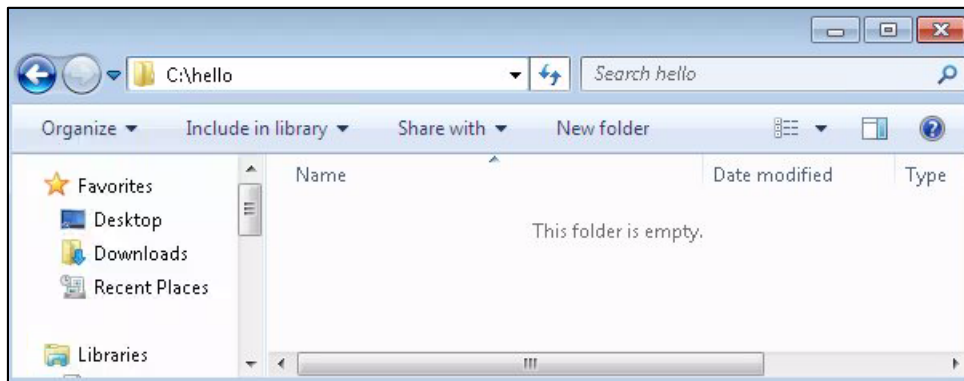 C:\hello Search hello
Organize Include in library Share with New folder
Favorites
Desktop
Downloads
Recent Places
Libraries
Name Date modified Type
This folder is empty.